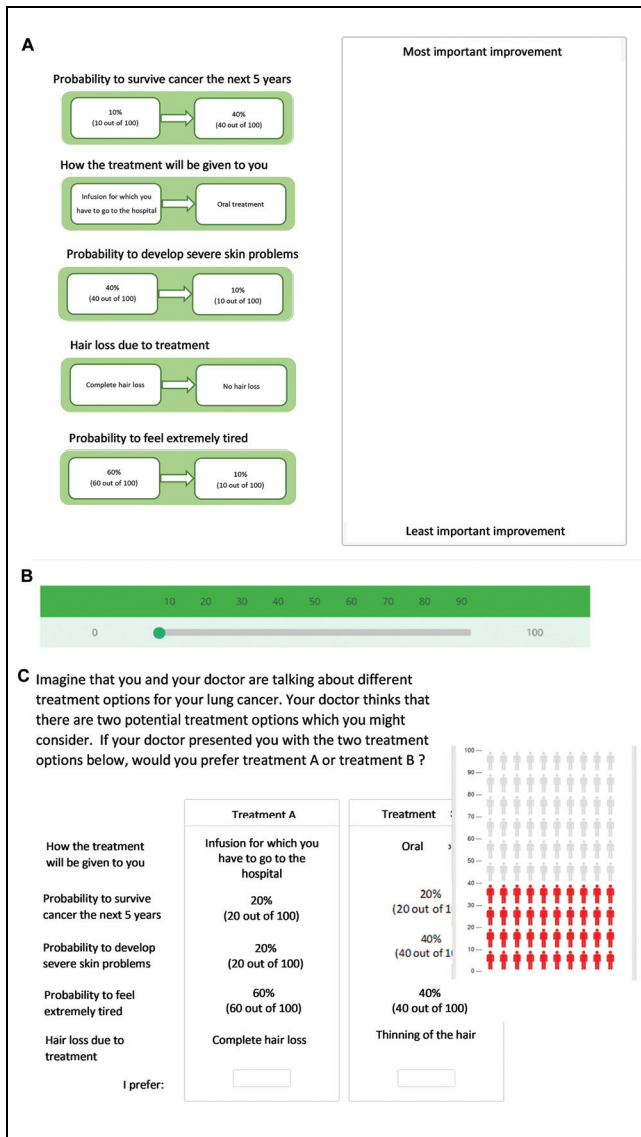 A
Most important improvement
Probability to survive cancer the next 5 years
10%
(10 out of 100)
40%
(40 out of 100)
How the treatment will be given to you
Infusion for which you
have to go to the hospital
Oral treatment
Probability to develop severe skin problems
40%
(40 out of 100)
10%
(10 out of 100)
Hair loss due to treatment
Complete hair loss
No hair loss
Probability to feel extremely tired
60%
(60 out of 100)
10%
(10 out of 100)
Least important improvement
B
10 20 30 40 50 60 70 80 90
0
100
C
Imagine that you and your doctor are talking about different
treatment options for your lung cancer. Your doctor thinks that
there are two potential treatment options which you might
consider. If your doctor presented you with the two treatment
options below, would you prefer treatment A or treatment B ?
100
90
80
70
60
50
40
30
20
10
0
Treatment A
Treatment
How the treatment
will be given to you
Infusion for which you
have to go to the
hospital
Oral
Probability to survive
cancer the next 5 years
20%
(20 out of 100)
20%
(20 out of 1
Probability to develop
severe skin problems
20%
(20 out of 100)
40%
(40 out of 1
Probability to feel
extremely tired
60%
(60 out of 100)
40%
(40 out of 100)
Hair loss due to
treatment
Complete hair loss
Thinning of the hair
I prefer: